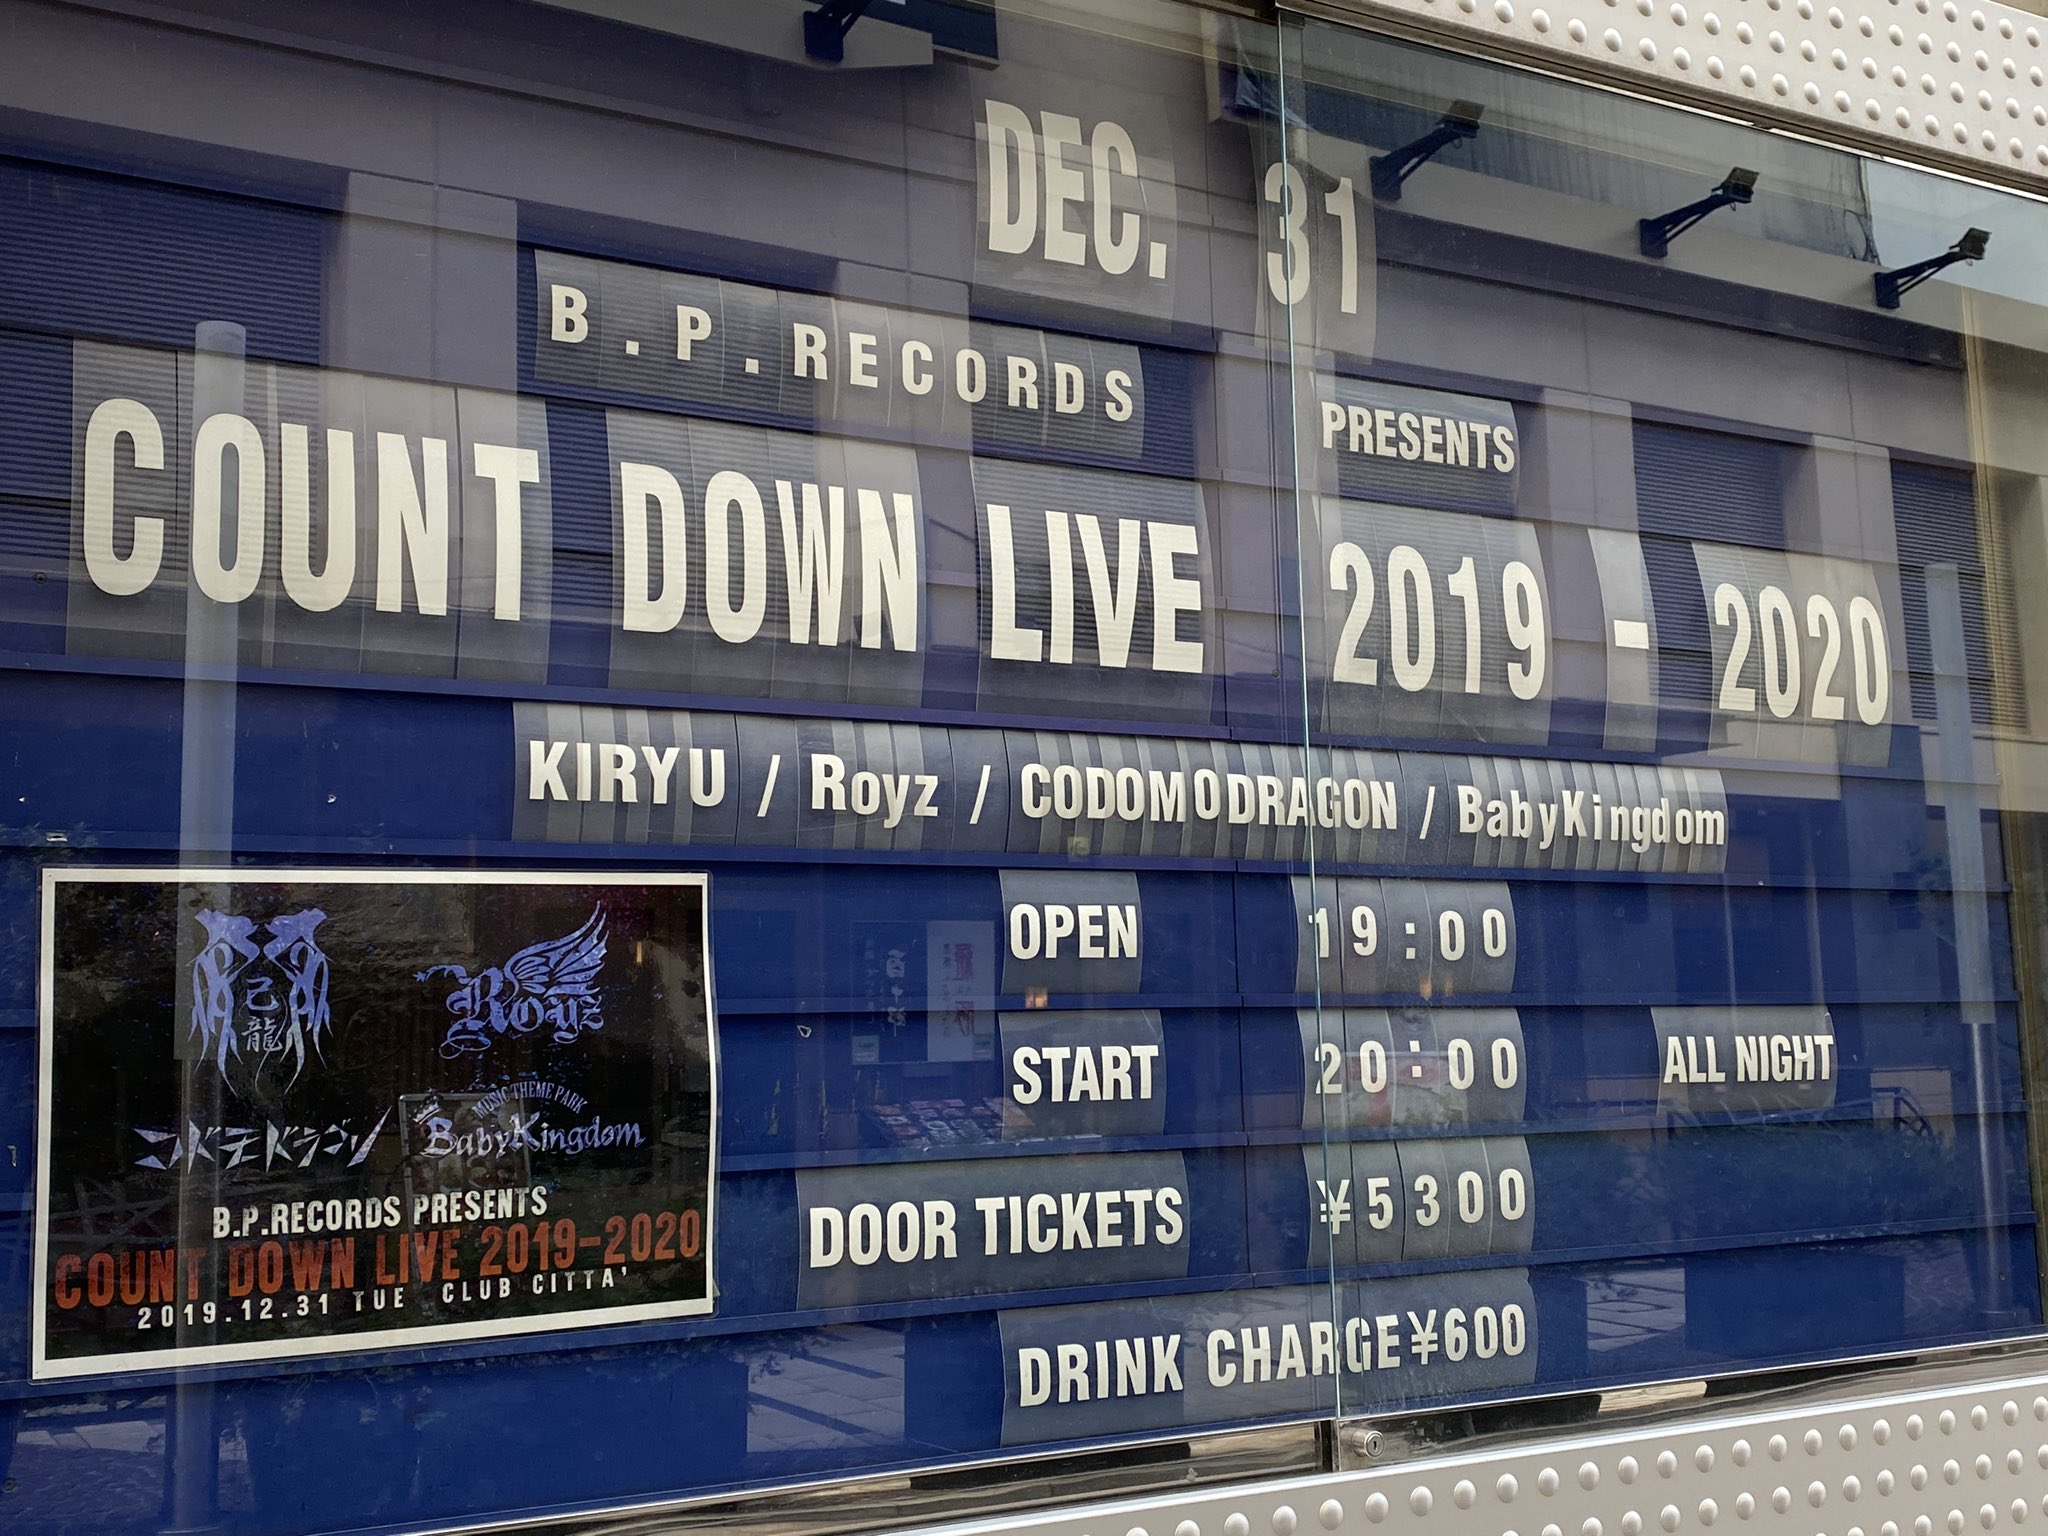 DEC. 31
B.P.RECORDS PRESENTS
COUNT DOWN LIVE 2019-2020
KIRYU / Royz / CODOMODRAGON / BabyKingdom
OPEN 19:00
START 20:00 ALL NIGHT
DOOR TICKETS ¥5300
DRINK CHARGE ¥600
己龍
Royz
コドモドラゴン
MUSIC THEME PARK
BabyKingdom
B.P.RECORDS PRESENTS
COUNT DOWN LIVE 2019-2020
2019.12.31 TUE CLUB CITTA'